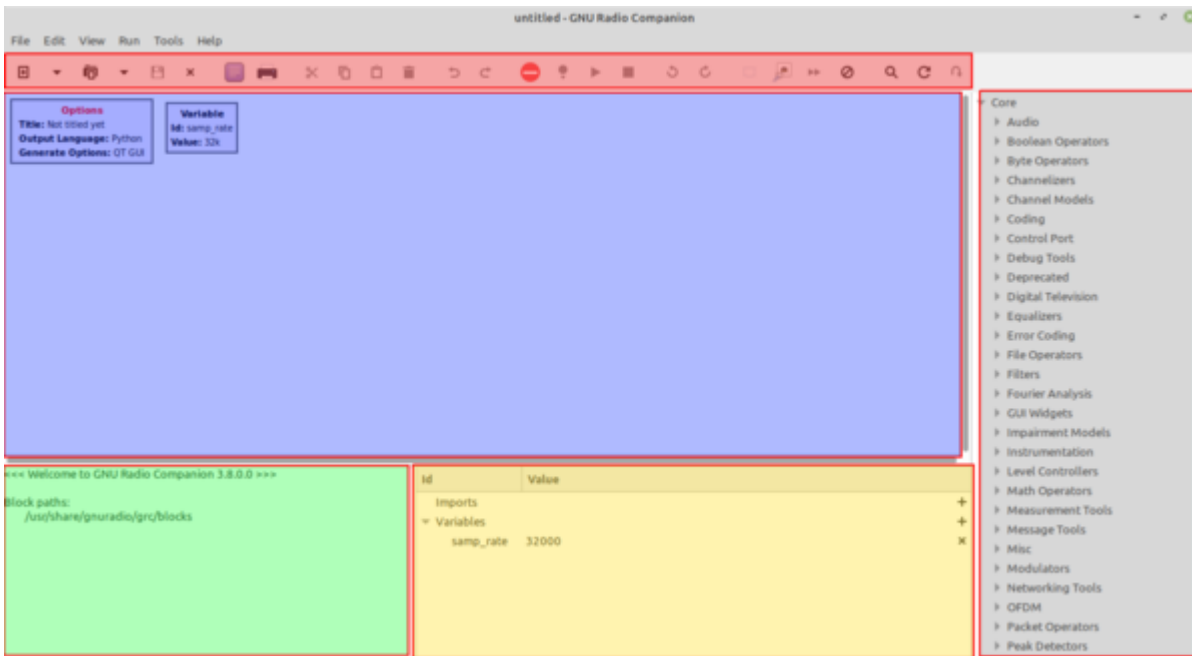 untitled - GNU Radio Companion
File Edit View Run Tools Help
Options
Title: Not titled yet
Output Language: Python
Generate Options: QT GUI
Variable
Id: samp_rate
Value: 32k
<<< Welcome to GNU Radio Companion 3.8.0.0 >>>
Block paths:
/usr/share/gnuradio/grc/blocks
Id Value
Imports
Variables
samp_rate 32000
Core
Audio
Boolean Operators
Byte Operators
Channelizers
Channel Models
Coding
Control Port
Debug Tools
Deprecated
Digital Television
Equalizers
Error Coding
File Operators
Filters
Fourier Analysis
GUI Widgets
Impairment Models
Instrumentation
Level Controllers
Math Operators
Measurement Tools
Message Tools
Misc
Modulators
Networking Tools
OFDM
Packet Operators
Peak Detectors